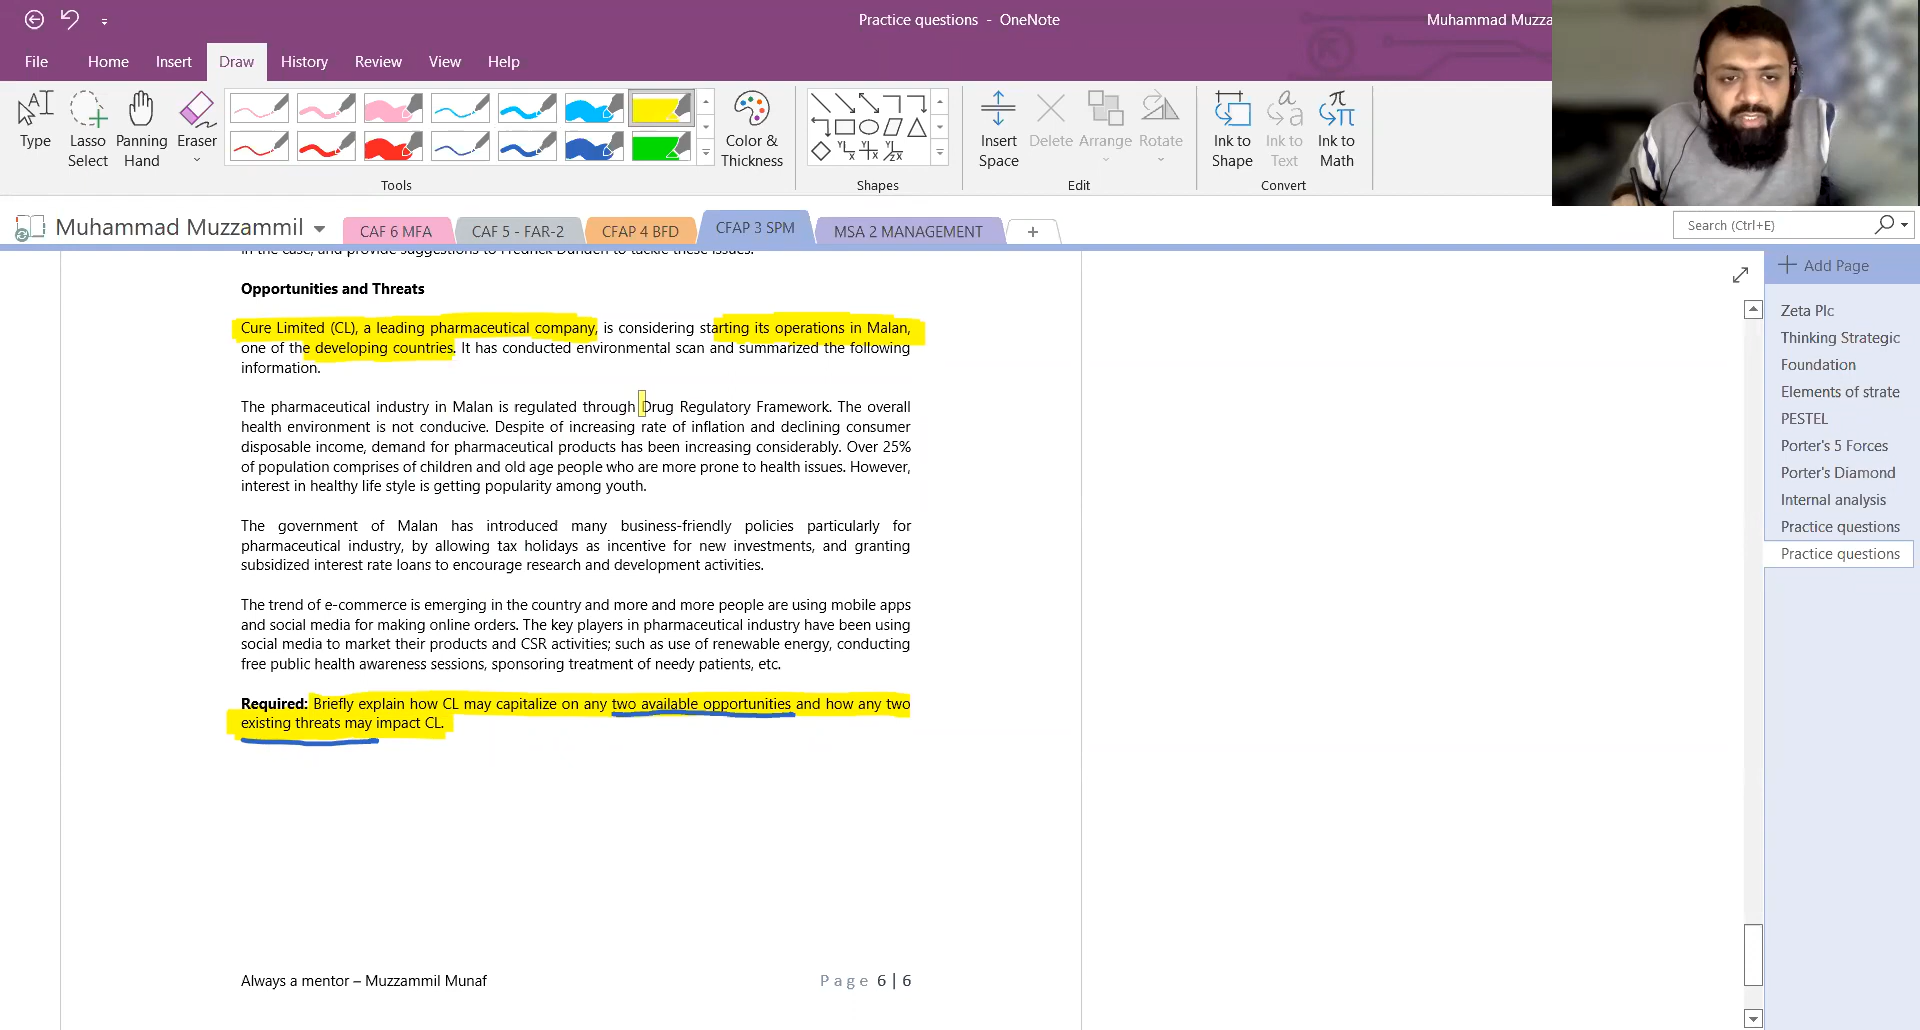 Practice questions - OneNote
Muhammad Muzza
File Home Insert Draw History Review View Help
Type
Lasso Select
Panning Hand
Eraser
Color & Thickness
Insert Space
Delete
Arrange
Rotate
Ink to Shape
Ink to Text
Ink to Math
Tools Shapes Edit Convert
Muhammad Muzzammil
CAF 6 MFA CAF 5 - FAR-2 CFAP 4 BFD CFAP 3 SPM MSA 2 MANAGEMENT
Search (Ctrl+E)
Opportunities and Threats
Cure Limited (CL), a leading pharmaceutical company, is considering starting its operations in Malan,
one of the developing countries. It has conducted environmental scan and summarized the following
information.
The pharmaceutical industry in Malan is regulated through Drug Regulatory Framework. The overall
health environment is not conducive. Despite of increasing rate of inflation and declining consumer
disposable income, demand for pharmaceutical products has been increasing considerably. Over 25%
of population comprises of children and old age people who are more prone to health issues. However,
interest in healthy life style is getting popularity among youth.
The government of Malan has introduced many business-friendly policies particularly for
pharmaceutical industry, by allowing tax holidays as incentive for new investments, and granting
subsidized interest rate loans to encourage research and development activities.
The trend of e-commerce is emerging in the country and more and more people are using mobile apps
and social media for making online orders. The key players in pharmaceutical industry have been using
social media to market their products and CSR activities; such as use of renewable energy, conducting
free public health awareness sessions, sponsoring treatment of needy patients, etc.
Required: Briefly explain how CL may capitalize on any two available opportunities and how any two
existing threats may impact CL.
Always a mentor – Muzzammil Munaf
Page 6 | 6
Add Page
Zeta Plc
Thinking Strategic
Foundation
Elements of strate
PESTEL
Porter's 5 Forces
Porter's Diamond
Internal analysis
Practice questions
Practice questions